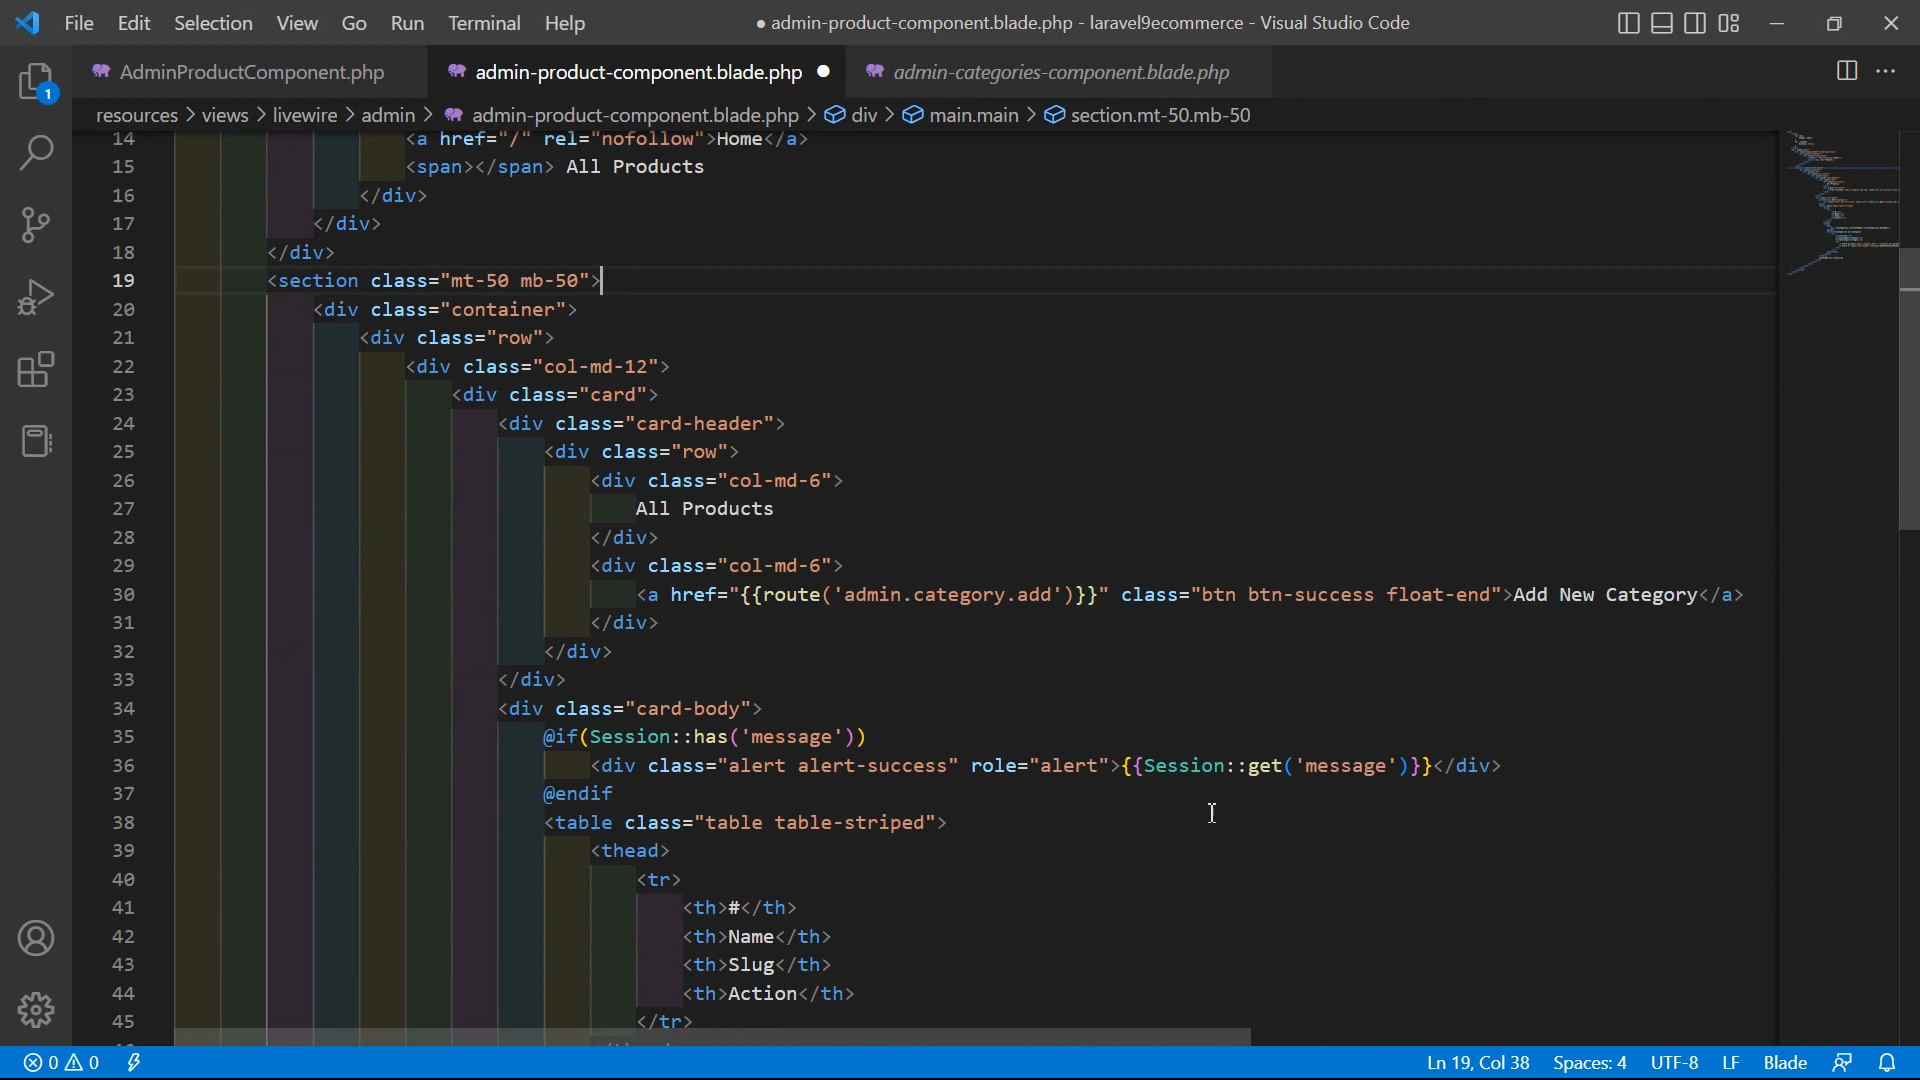 File Edit Selection View Go Run Terminal Help
● admin-product-component.blade.php - laravel9ecommerce - Visual Studio Code
AdminProductComponent.php
admin-product-component.blade.php ●
admin-categories-component.blade.php
resources > views > livewire > admin > admin-product-component.blade.php > div > main.main > section.mt-50.mb-50
1
14 <a href="/" rel="nofollow">Home</a>
15 <span></span> All Products
16 </div>
17 </div>
18 </div>
19 <section class="mt-50 mb-50">
20 <div class="container">
21 <div class="row">
22 <div class="col-md-12">
23 <div class="card">
24 <div class="card-header">
25 <div class="row">
26 <div class="col-md-6">
27 All Products
28 </div>
29 <div class="col-md-6">
30 <a href="{{route('admin.category.add')}}" class="btn btn-success float-end">Add New Category</a>
31 </div>
32 </div>
33 </div>
34 <div class="card-body">
35 @if(Session::has('message'))
36 <div class="alert alert-success" role="alert">{{Session::get('message')}}</div>
37 @endif
38 <table class="table table-striped">
39 <thead>
40 <tr>
41 <th>#</th>
42 <th>Name</th>
43 <th>Slug</th>
44 <th>Action</th>
45 </tr>
0 0
Ln 19, Col 38 Spaces: 4 UTF-8 LF Blade